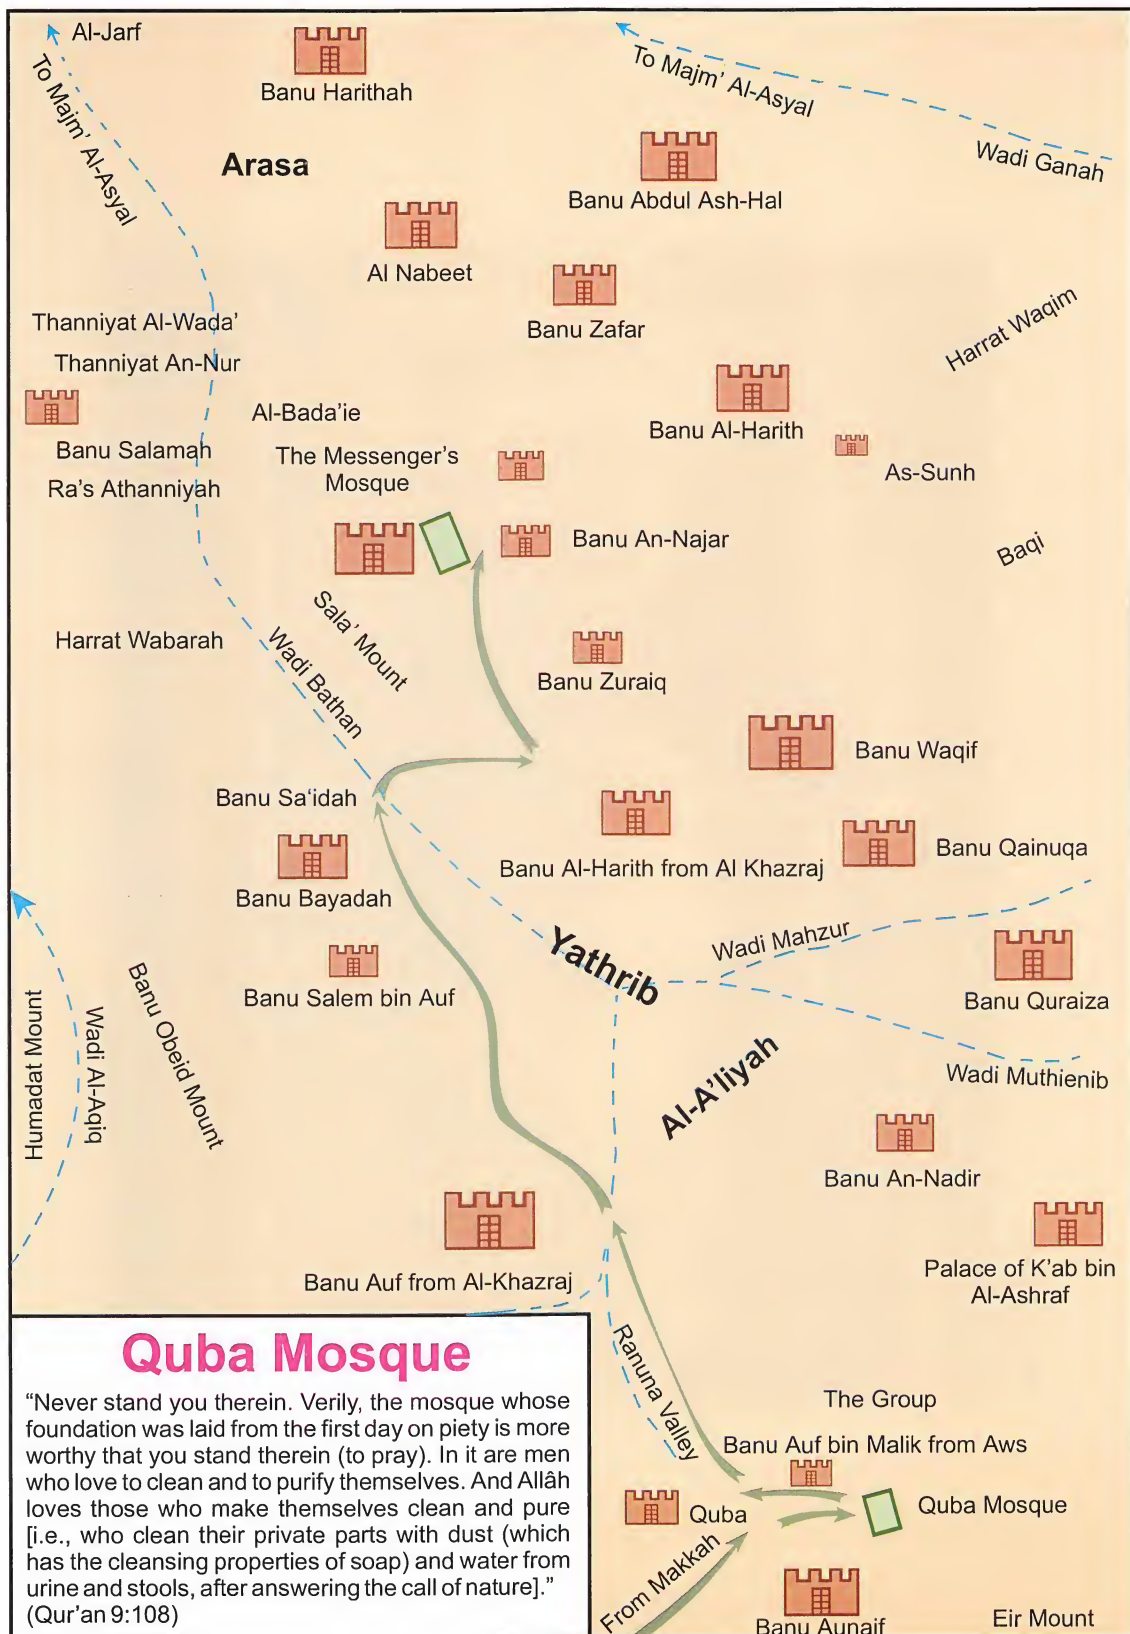 Al-Jarf
To Majm' Al-Asyal
Banu Harithah
To Majm' Al-Asyal
Wadi Ganah
Arasa
Banu Abdul Ash-Hal
Al Nabeet
Banu Zafar
Harrat Waqim
Thanniyat Al-Wada'
Thanniyat An-Nur
Al-Bada'ie
Banu Al-Harith
Banu Salamah
The Messenger's
Mosque
As-Sunh
Ra's Athanniyah
Banu An-Najar
Baqi
Sala' Mount
Harrat Wabarah
Wadi Bathan
Banu Zuraiq
Banu Waqif
Banu Sa‘idah
Banu Al-Harith from Al Khazraj
Banu Qainuqa
Banu Bayadah
Yathrib
Wadi Mahzur
Banu Salem bin Auf
Banu Quraiza
Humadat Mount
Wadi Al-Aqiq
Banu Obeid Mount
Al-A'liyah
Wadi Muthienib
Banu An-Nadir
Banu Auf from Al-Khazraj
Palace of K'ab bin
Al-Ashraf
Ranuna Valley
The Group
Banu Auf bin Malik from Aws
Quba
Quba Mosque
From Makkah
Banu Aunaif
Eir Mount
Quba Mosque
“Never stand you therein. Verily, the mosque whose
foundation was laid from the first day on piety is more
worthy that you stand therein (to pray). In it are men
who love to clean and to purify themselves. And Allâh
loves those who make themselves clean and pure
[i.e., who clean their private parts with dust (which
has the cleansing properties of soap) and water from
urine and stools, after answering the call of nature].”
(Qur'an 9:108)